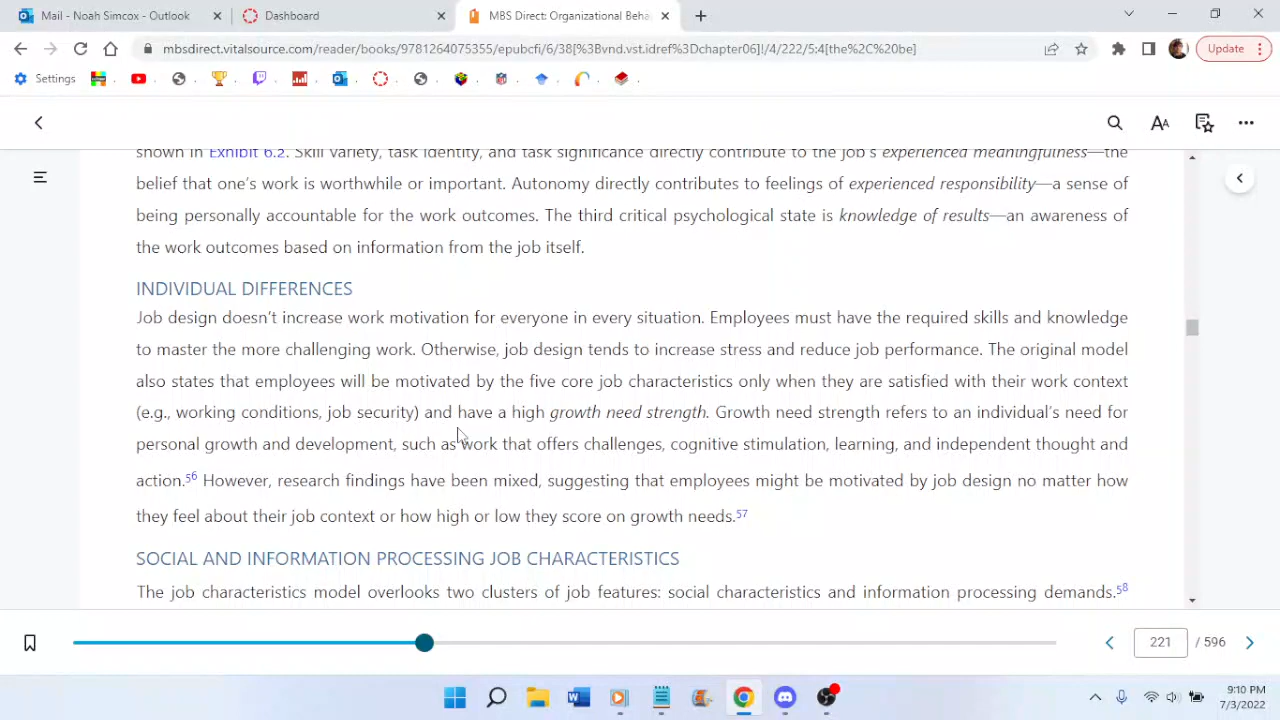 Mail - Noah Simcox - Outlook
Dashboard
MBS Direct: Organizational Beha
mbsdirect.vitalsource.com/reader/books/9781264075355/epubcfi/6/38[%3Bvnd.vst.idref%3Dchapter06]!/4/222/5:4[the%2C%20be]
Update
Settings
shown in Exhibit 6.2. Skill variety, task identity, and task significance directly contribute to the job's experienced meaningfulness—the
belief that one's work is worthwhile or important. Autonomy directly contributes to feelings of experienced responsibility—a sense of
being personally accountable for the work outcomes. The third critical psychological state is knowledge of results—an awareness of
the work outcomes based on information from the job itself.
INDIVIDUAL DIFFERENCES
Job design doesn't increase work motivation for everyone in every situation. Employees must have the required skills and knowledge
to master the more challenging work. Otherwise, job design tends to increase stress and reduce job performance. The original model
also states that employees will be motivated by the five core job characteristics only when they are satisfied with their work context
(e.g., working conditions, job security) and have a high growth need strength. Growth need strength refers to an individual's need for
personal growth and development, such as work that offers challenges, cognitive stimulation, learning, and independent thought and
action.56 However, research findings have been mixed, suggesting that employees might be motivated by job design no matter how
they feel about their job context or how high or low they score on growth needs.57
SOCIAL AND INFORMATION PROCESSING JOB CHARACTERISTICS
The job characteristics model overlooks two clusters of job features: social characteristics and information processing demands.58
221 / 596
9:10 PM
7/3/2022